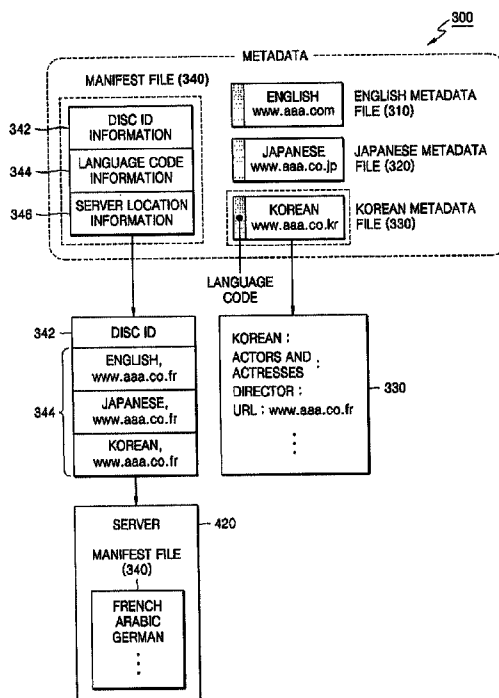 300
METADATA
MANIFEST FILE (340)
342
DISC ID
INFORMATION
344
LANGUAGE CODE
INFORMATION
346
SERVER LOCATION
INFORMATION
ENGLISH
www.aaa.com
ENGLISH METADATA
FILE (310)
JAPANESE
www.aaa.co.jp
JAPANESE METADATA
FILE (320)
KOREAN
www.aaa.co.kr
KOREAN METADATA
FILE (330)
LANGUAGE
CODE
342
DISC ID
344
ENGLISH,
www.aaa.co.fr
JAPANESE,
www.aaa.co.fr
KOREAN,
www.aaa.co.fr
KOREAN :
ACTORS AND
ACTRESSES :
DIRECTOR :
URL : www.aaa.co.fr
330
SERVER
420
MANIFEST FILE
(340)
FRENCH
ARABIC
GERMAN